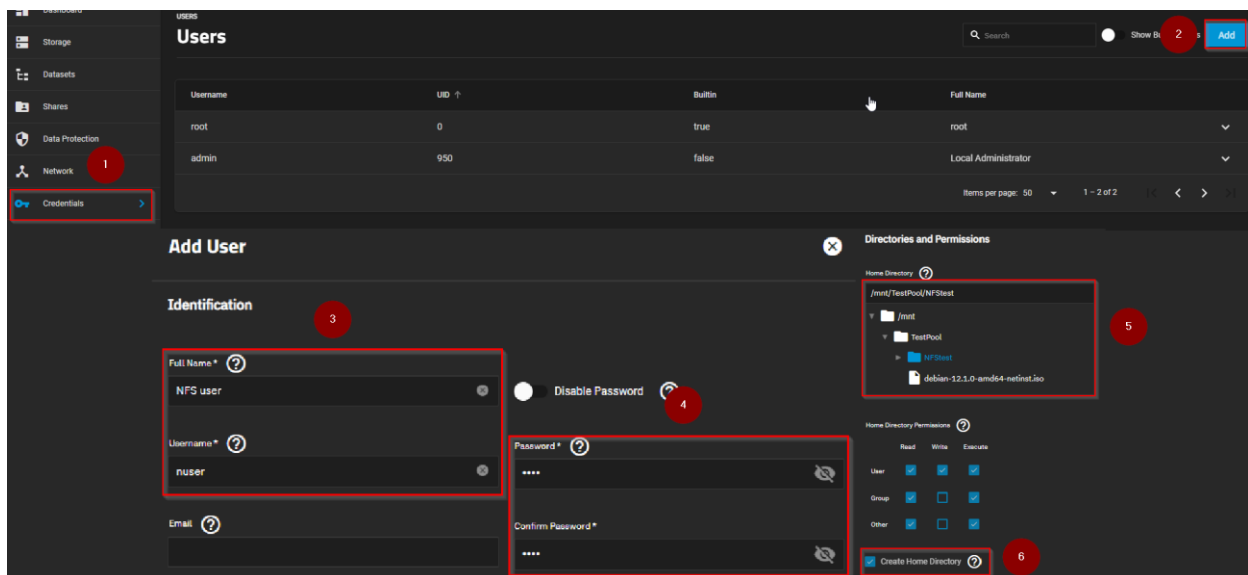 Dashboard
Storage
Datasets
Shares
Data Protection
1
Network
Credentials
USERS
Users
Search
Show Bu
2
s
Add
Username
UID
Builtin
Full Name
root
0
true
root
admin
950
false
Local Administrator
Items per page: 50
1 – 2 of 2
Add User
Identification
3
Full Name*
NFS user
Username*
nuser
Email
Disable Password
4
Password*
••••
Confirm Password*
••••
Directories and Permissions
Home Directory
/mnt/TestPool/NFStest
/mnt
TestPool
NFStest
debian-12.1.0-amd64-netinst.iso
5
Home Directory Permissions
Read Write Execute
User
Group
Other
Create Home Directory
6